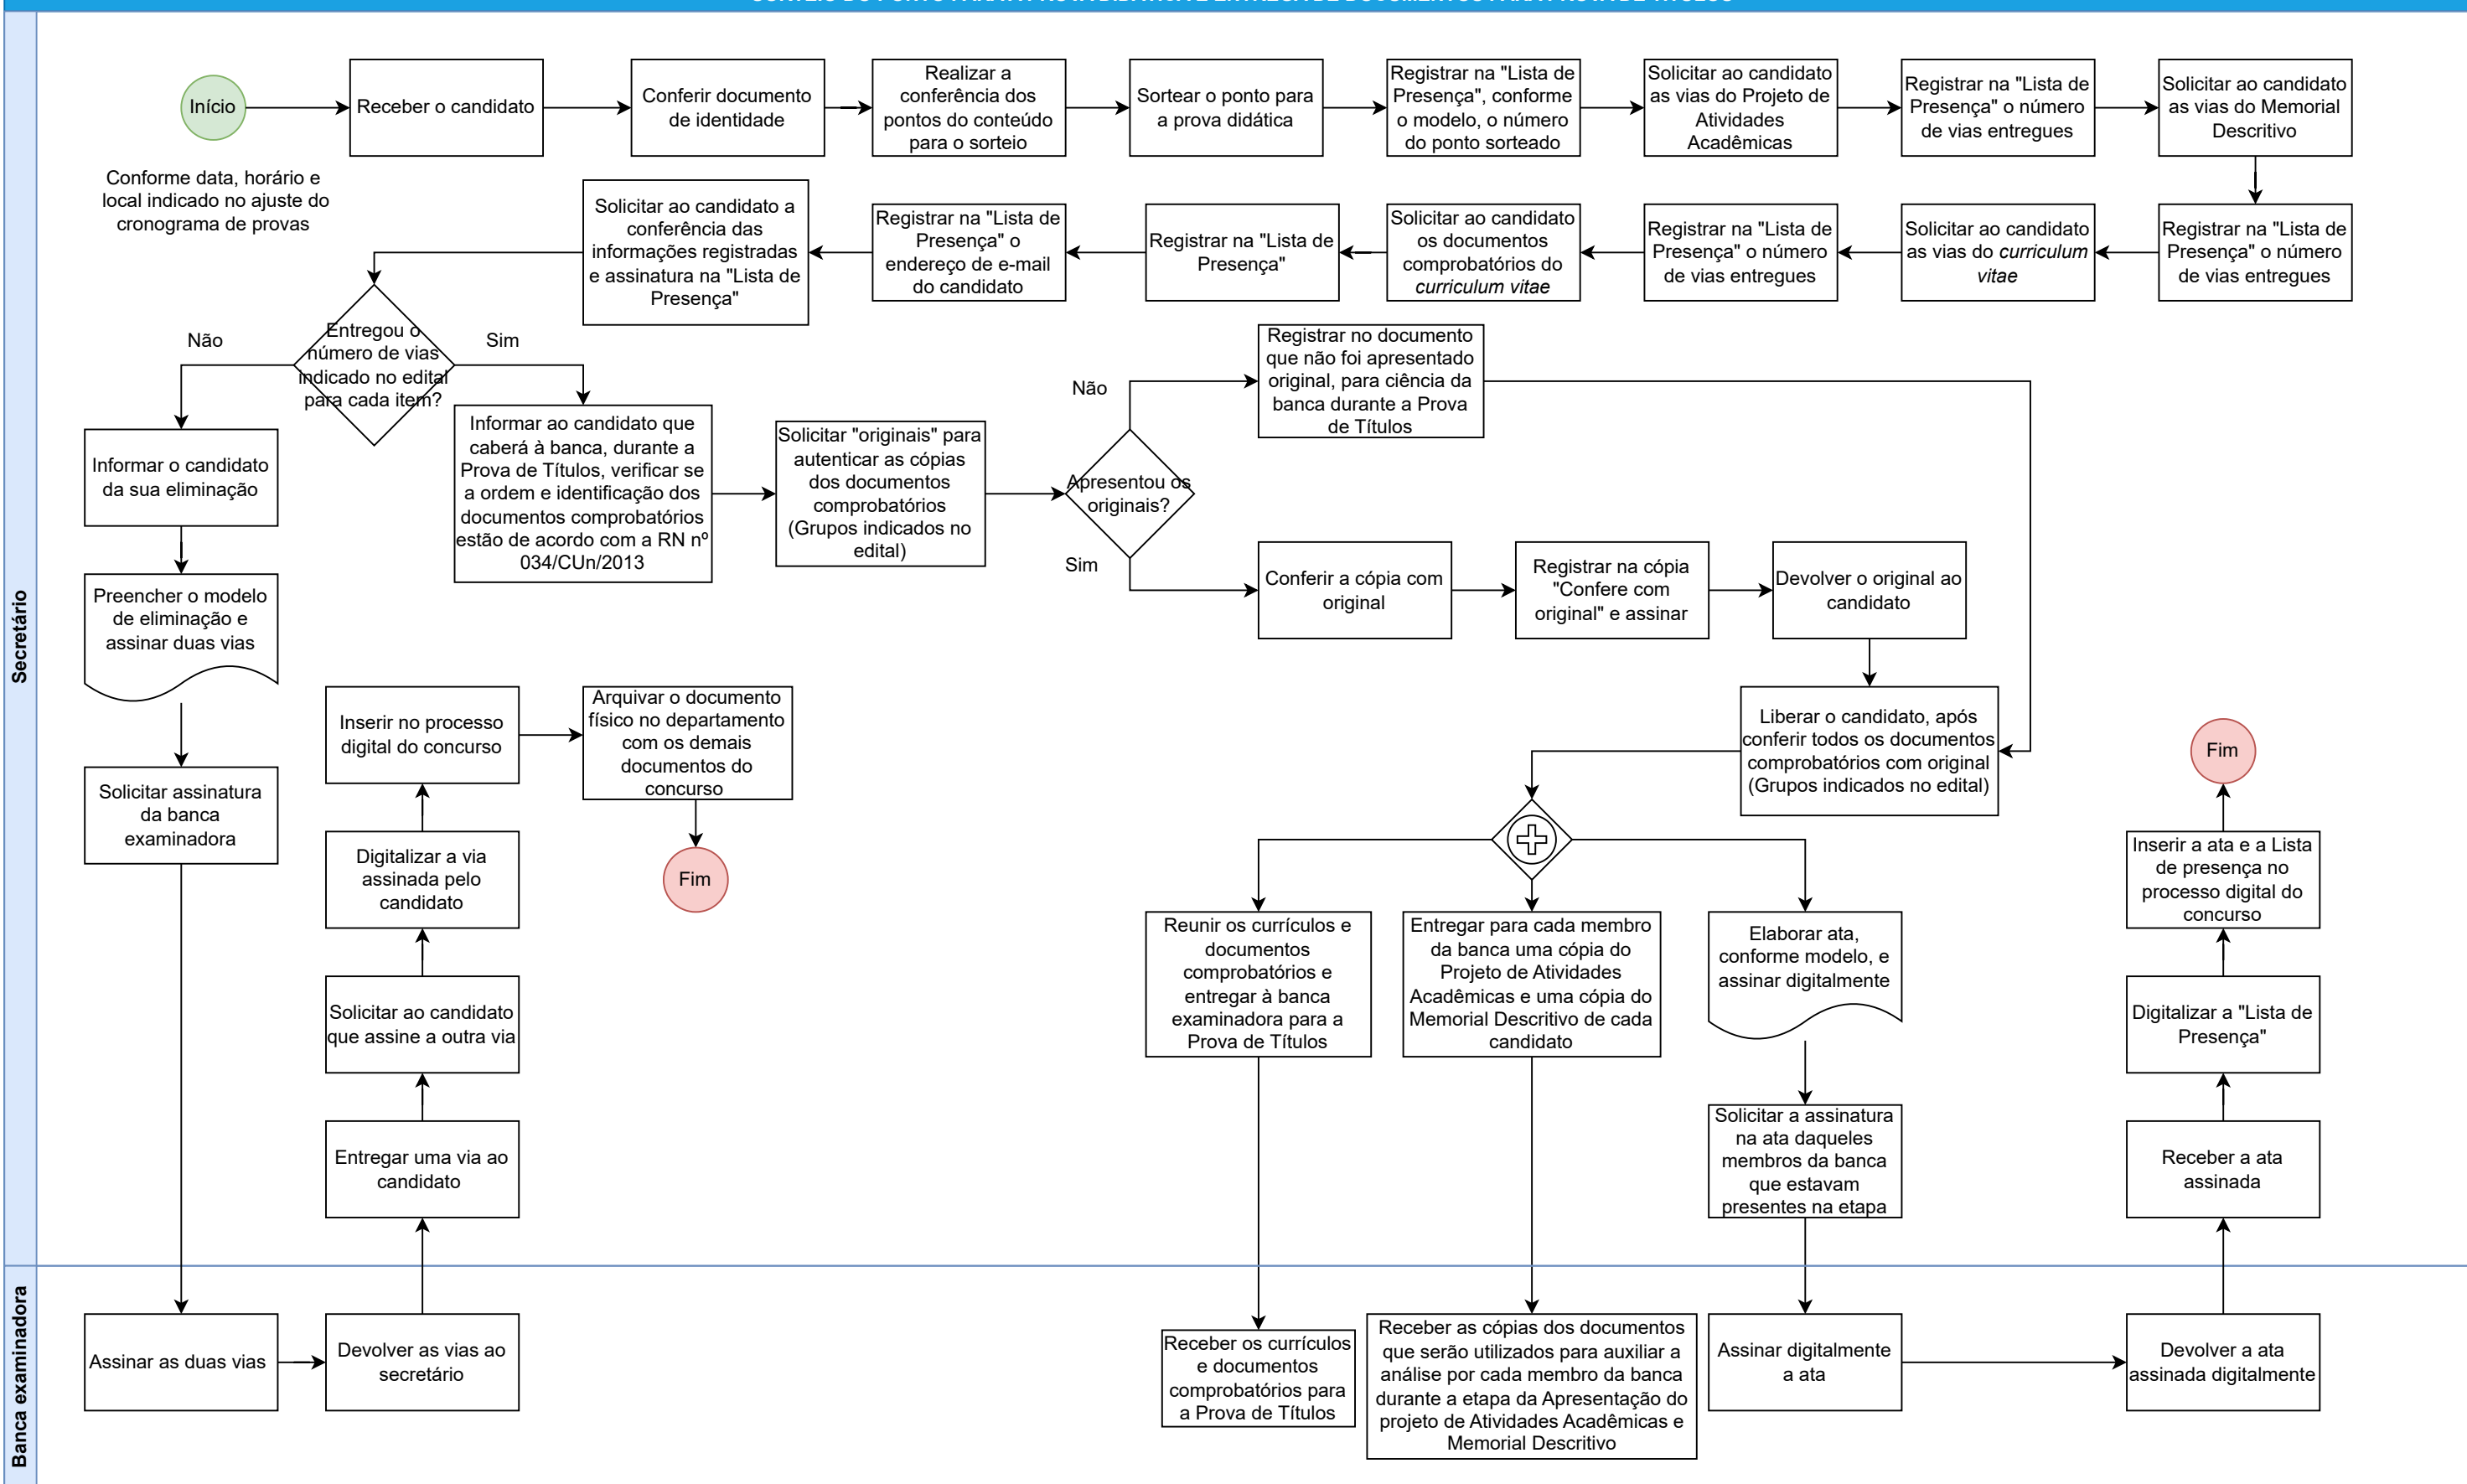 SORTEIO DO PONTO PARA A PROVA DIDÁTICA E ENTREGA DE DOCUMENTOS PARA PROVA DE TÍTULOS
Início
Conforme data, horário e
local indicado no ajuste do
cronograma de provas
Receber o candidato
Conferir documento
de identidade
Realizar a
conferência dos
pontos do conteúdo
para o sorteio
Sortear o ponto para
a prova didática
Registrar na "Lista de
Presença", conforme
o modelo, o número
do ponto sorteado
Solicitar ao candidato
as vias do Projeto de
Atividades
Acadêmicas
Registrar na "Lista de
Presença" o número
de vias entregues
Solicitar ao candidato
as vias do Memorial
Descritivo
Registrar na "Lista de
Presença" o número
de vias entregues
Solicitar ao candidato
as vias do curriculum
vitae
Registrar na "Lista de
Presença" o número
de vias entregues
Solicitar ao candidato
os documentos
comprobatórios do
curriculum vitae
Registrar na "Lista de
Presença"
Registrar na "Lista de
Presença" o
endereço de e-mail
do candidato
Solicitar ao candidato a
conferência das
informações registradas
e assinatura na "Lista de
Presença"
Entregou o
número de vias
indicado no edital
para cada item?
Não
Sim
Informar o candidato
da sua eliminação
Preencher o modelo
de eliminação e
assinar duas vias
Solicitar assinatura
da banca
examinadora
Informar ao candidato que
caberá à banca, durante a
Prova de Títulos, verificar se
a ordem e identificação dos
documentos comprobatórios
estão de acordo com a RN nº
034/CUn/2013
Solicitar "originais" para
autenticar as cópias
dos documentos
comprobatórios
(Grupos indicados no
edital)
Apresentou os
originais?
Não
Sim
Registrar no documento
que não foi apresentado
original, para ciência da
banca durante a Prova
de Títulos
Conferir a cópia com
original
Registrar na cópia
"Confere com
original" e assinar
Devolver o original ao
candidato
Liberar o candidato, após
conferir todos os documentos
comprobatórios com original
(Grupos indicados no edital)
Inserir no processo
digital do concurso
Arquivar o documento
físico no departamento
com os demais
documentos do
concurso
Fim
Digitalizar a via
assinada pelo
candidato
Solicitar ao candidato
que assine a outra via
Entregar uma via ao
candidato
Reunir os currículos e
documentos
comprobatórios e
entregar à banca
examinadora para a
Prova de Títulos
Entregar para cada membro
da banca uma cópia do
Projeto de Atividades
Acadêmicas e uma cópia do
Memorial Descritivo de cada
candidato
Elaborar ata,
conforme modelo, e
assinar digitalmente
Solicitar a assinatura
na ata daqueles
membros da banca
que estavam
presentes na etapa
Fim
Inserir a ata e a Lista
de presença no
processo digital do
concurso
Digitalizar a "Lista de
Presença"
Receber a ata
assinada
Secretário
Banca examinadora
Assinar as duas vias
Devolver as vias ao
secretário
Receber os currículos
e documentos
comprobatórios para
a Prova de Títulos
Receber as cópias dos documentos
que serão utilizados para auxiliar a
análise por cada membro da banca
durante a etapa da Apresentação do
projeto de Atividades Acadêmicas e
Memorial Descritivo
Assinar digitalmente
a ata
Devolver a ata
assinada digitalmente